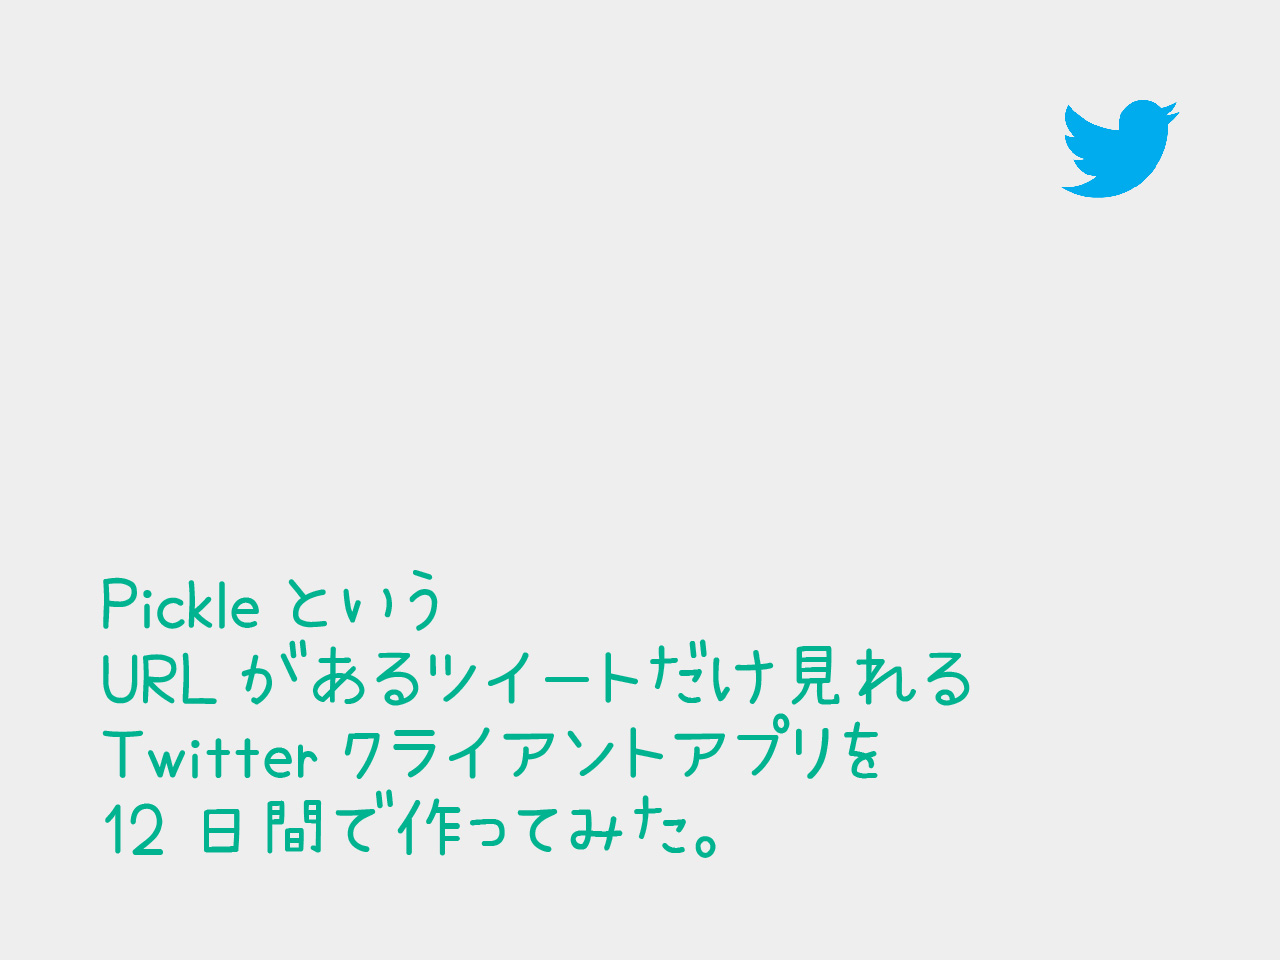 Pickle という
URL があるツイートだけ見れる
Twitter クライアントアプリを
12 日間で作ってみた。